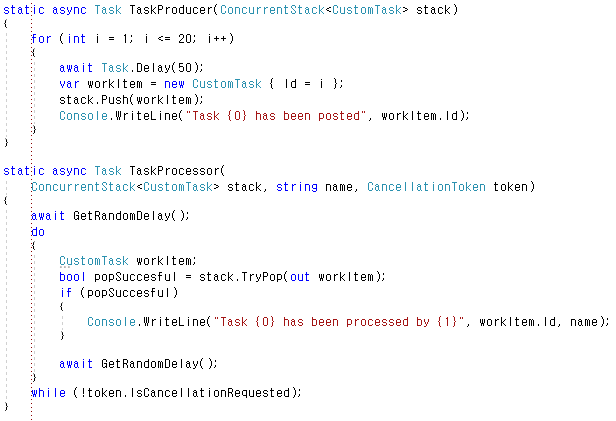 static async Task TaskProducer(ConcurrentStack<CustomTask> stack)
{
    for (int i = 1; i <= 20; i++)
    {
        await Task.Delay(50);
        var workItem = new CustomTask { Id = i };
        stack.Push(workItem);
        Console.WriteLine("Task {0} has been posted", workItem.Id);
    }
}

static async Task TaskProcessor(
    ConcurrentStack<CustomTask> stack, string name, CancellationToken token)
{
    await GetRandomDelay();
    do
    {
        CustomTask workItem;
        bool popSuccesful = stack.TryPop(out workItem);
        if (popSuccesful)
        {
            Console.WriteLine("Task {0} has been processed by {1}", workItem.Id, name);
        }

        await GetRandomDelay();
    }
    while (!token.IsCancellationRequested);
}